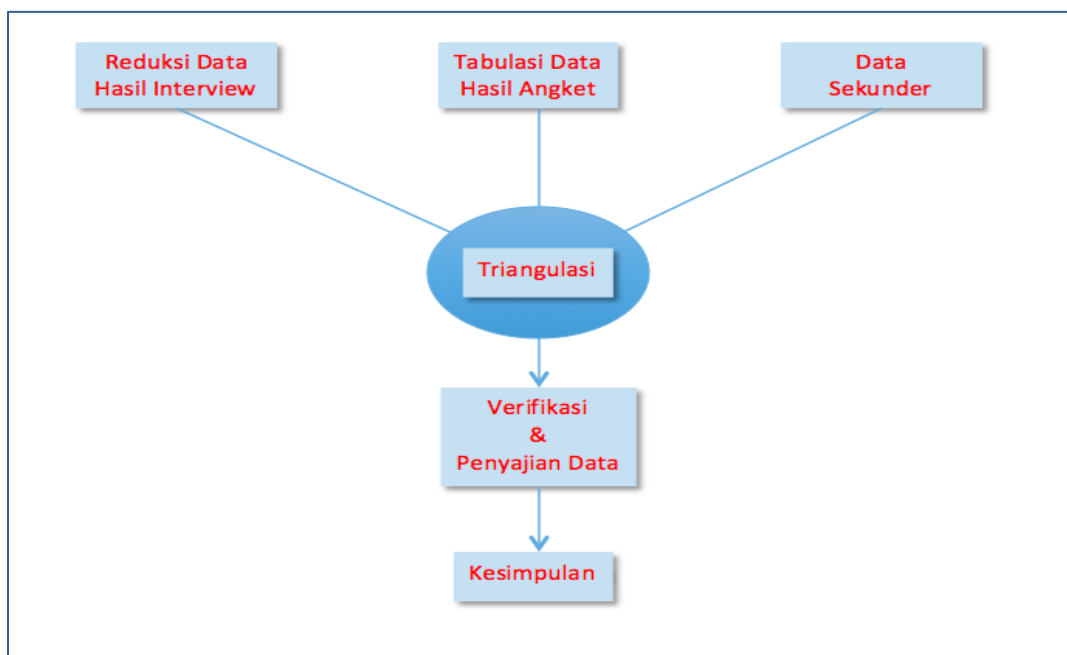 Reduksi Data
Hasil Interview
Tabulasi Data
Hasil Angket
Data
Sekunder
Triangulasi
Verifikasi
&
Penyajian Data
Kesimpulan